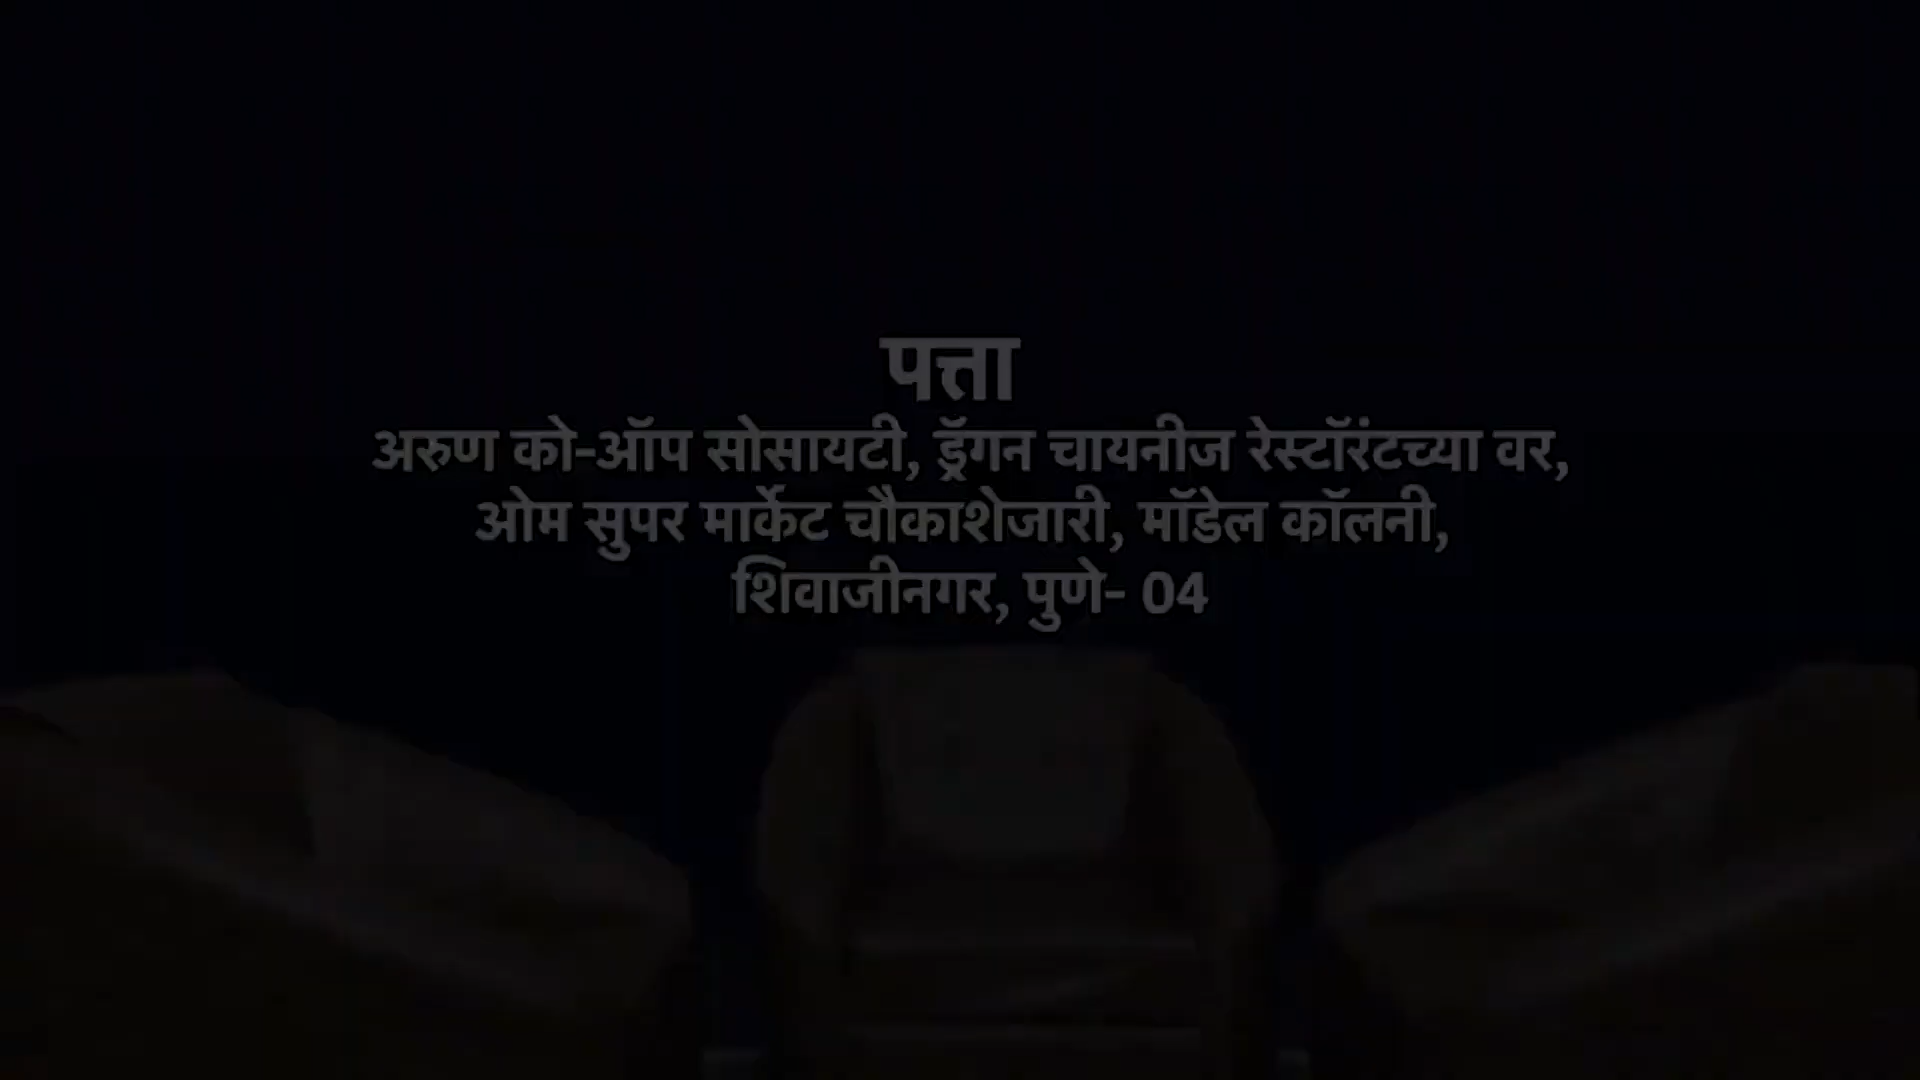 पत्ता
अरुण को-ऑप सोसायटी, ड्रॅगन चायनीज रेस्टॉरंटच्या वर,
ओम सुपर मार्केट चौकाशेजारी, मॉडेल कॉलनी,
शिवाजीनगर, पुणे- 04